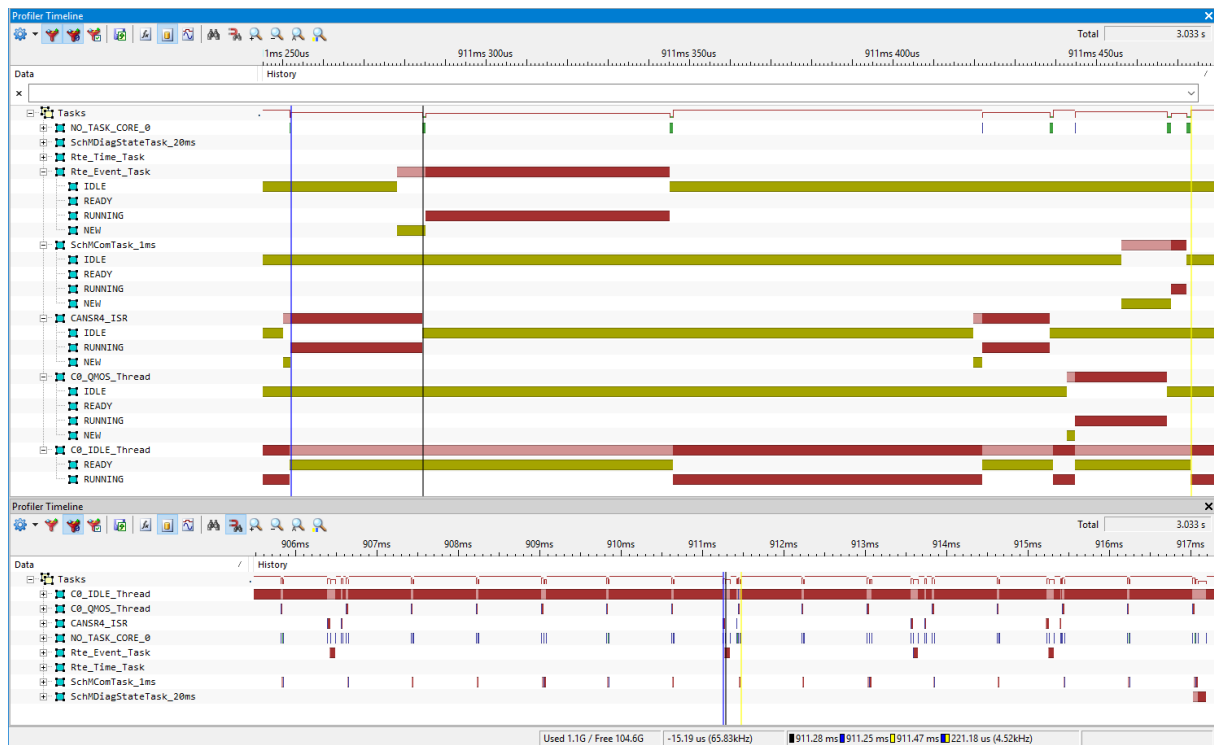 Profiler Timeline
Total 3.033 s
1ms 250us 911ms 300us 911ms 350us 911ms 400us 911ms 450us
Data History
Tasks
NO_TASK_CORE_0
SchMDiagStateTask_20ms
Rte_Time_Task
Rte_Event_Task
IDLE
READY
RUNNING
NEW
SchMComTask_1ms
IDLE
READY
RUNNING
NEW
CANSR4_ISR
IDLE
RUNNING
NEW
C0_QMOS_Thread
IDLE
READY
RUNNING
NEW
C0_IDLE_Thread
READY
RUNNING
Profiler Timeline
Total 3.033 s
906ms 907ms 908ms 909ms 910ms 911ms 912ms 913ms 914ms 915ms 916ms 917ms
Data / History
Tasks
C0_IDLE_Thread
C0_QMOS_Thread
CANSR4_ISR
NO_TASK_CORE_0
Rte_Event_Task
Rte_Time_Task
SchMComTask_1ms
SchMDiagStateTask_20ms
Used 1.1G / Free 104.6G -15.19 us (65.83kHz) 911.28 ms 911.25 ms 911.47 ms 221.18 us (4.52kHz)